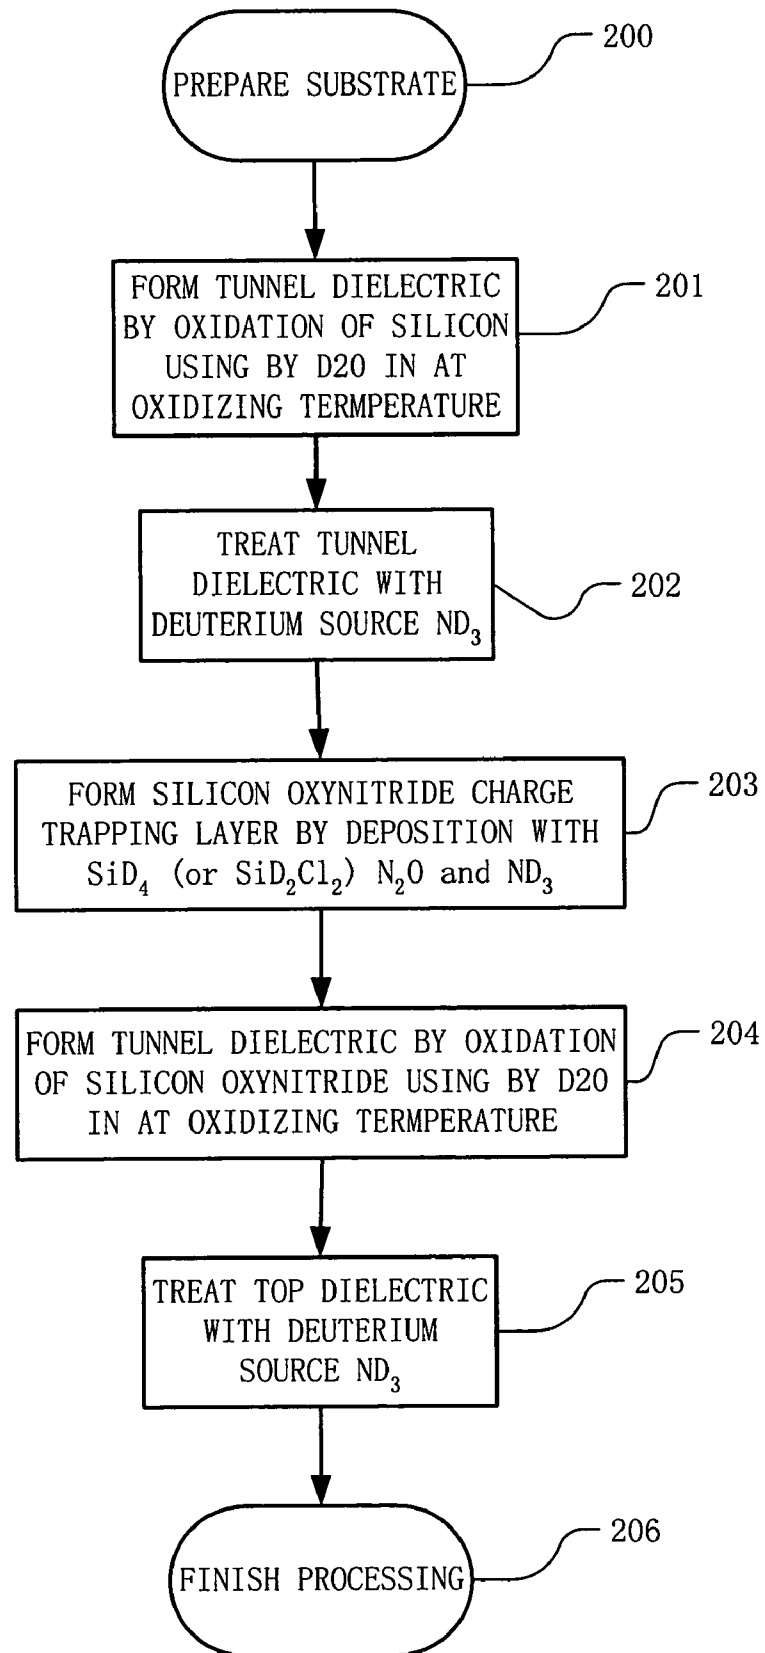 PREPARE SUBSTRATE
200
FORM TUNNEL DIELECTRIC
BY OXIDATION OF SILICON
USING BY D20 IN AT
OXIDIZING TERMPERATURE
201
TREAT TUNNEL
DIELECTRIC WITH
DEUTERIUM SOURCE ND₃
202
FORM SILICON OXYNITRIDE CHARGE
TRAPPING LAYER BY DEPOSITION WITH
SiD₄ (or SiD₂Cl₂) N₂O and ND₃
203
FORM TUNNEL DIELECTRIC BY OXIDATION
OF SILICON OXYNITRIDE USING BY D20
IN AT OXIDIZING TERMPERATURE
204
TREAT TOP DIELECTRIC
WITH DEUTERIUM
SOURCE ND₃
205
FINISH PROCESSING
206